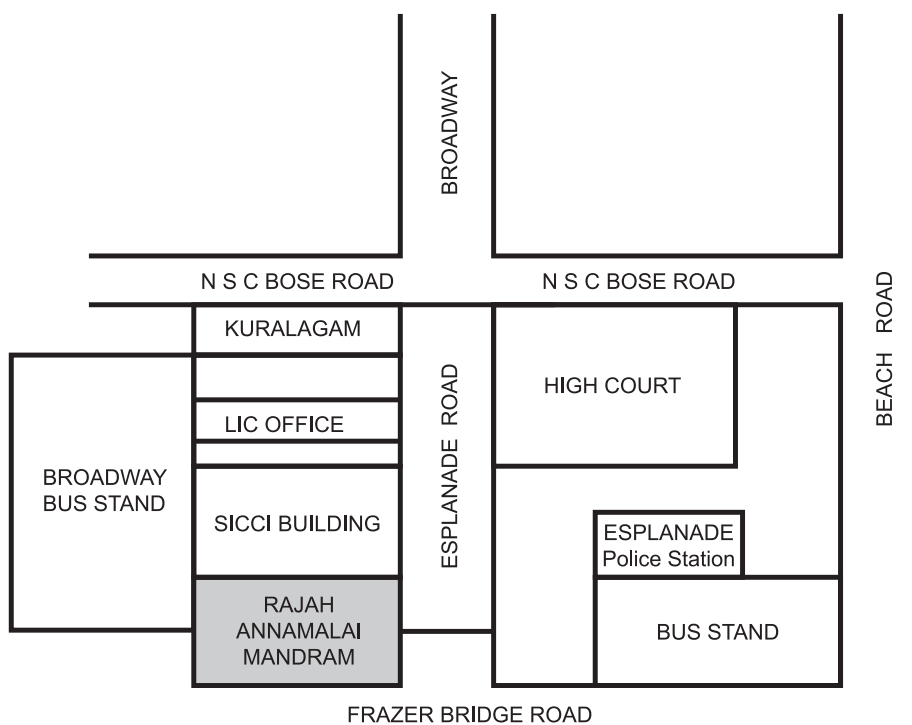 BROADWAY
N S C BOSE ROAD
N S C BOSE ROAD
BEACH ROAD
KURALAGAM
HIGH COURT
LIC OFFICE
ESPLANADE ROAD
BROADWAY
BUS STAND
SICCI BUILDING
ESPLANADE
Police Station
RAJAH
ANNAMALAI
MANDRAM
BUS STAND
FRAZER BRIDGE ROAD